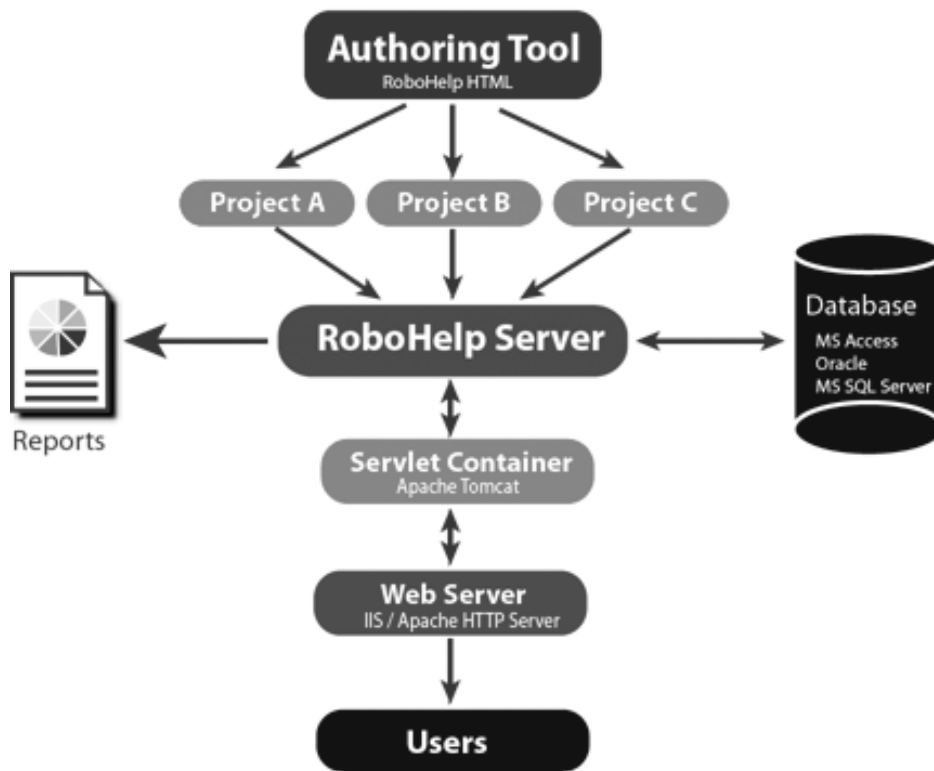 Authoring Tool
RoboHelp HTML
Project A
Project B
Project C
RoboHelp Server
Database
MS Access
Oracle
MS SQL Server
Reports
Servlet Container
Apache Tomcat
Web Server
IIS / Apache HTTP Server
Users